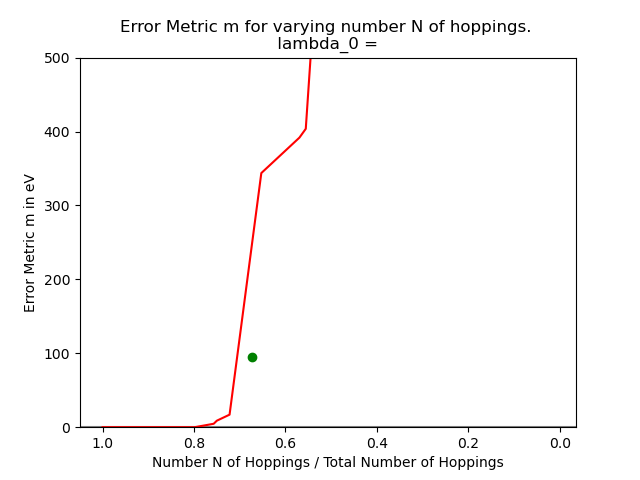 Error Metric m for varying number N of hoppings.
lambda_0 =
500
400
300
200
100
0
Error Metric m in eV
1.0 0.8 0.6 0.4 0.2 0.0
Number N of Hoppings / Total Number of Hoppings